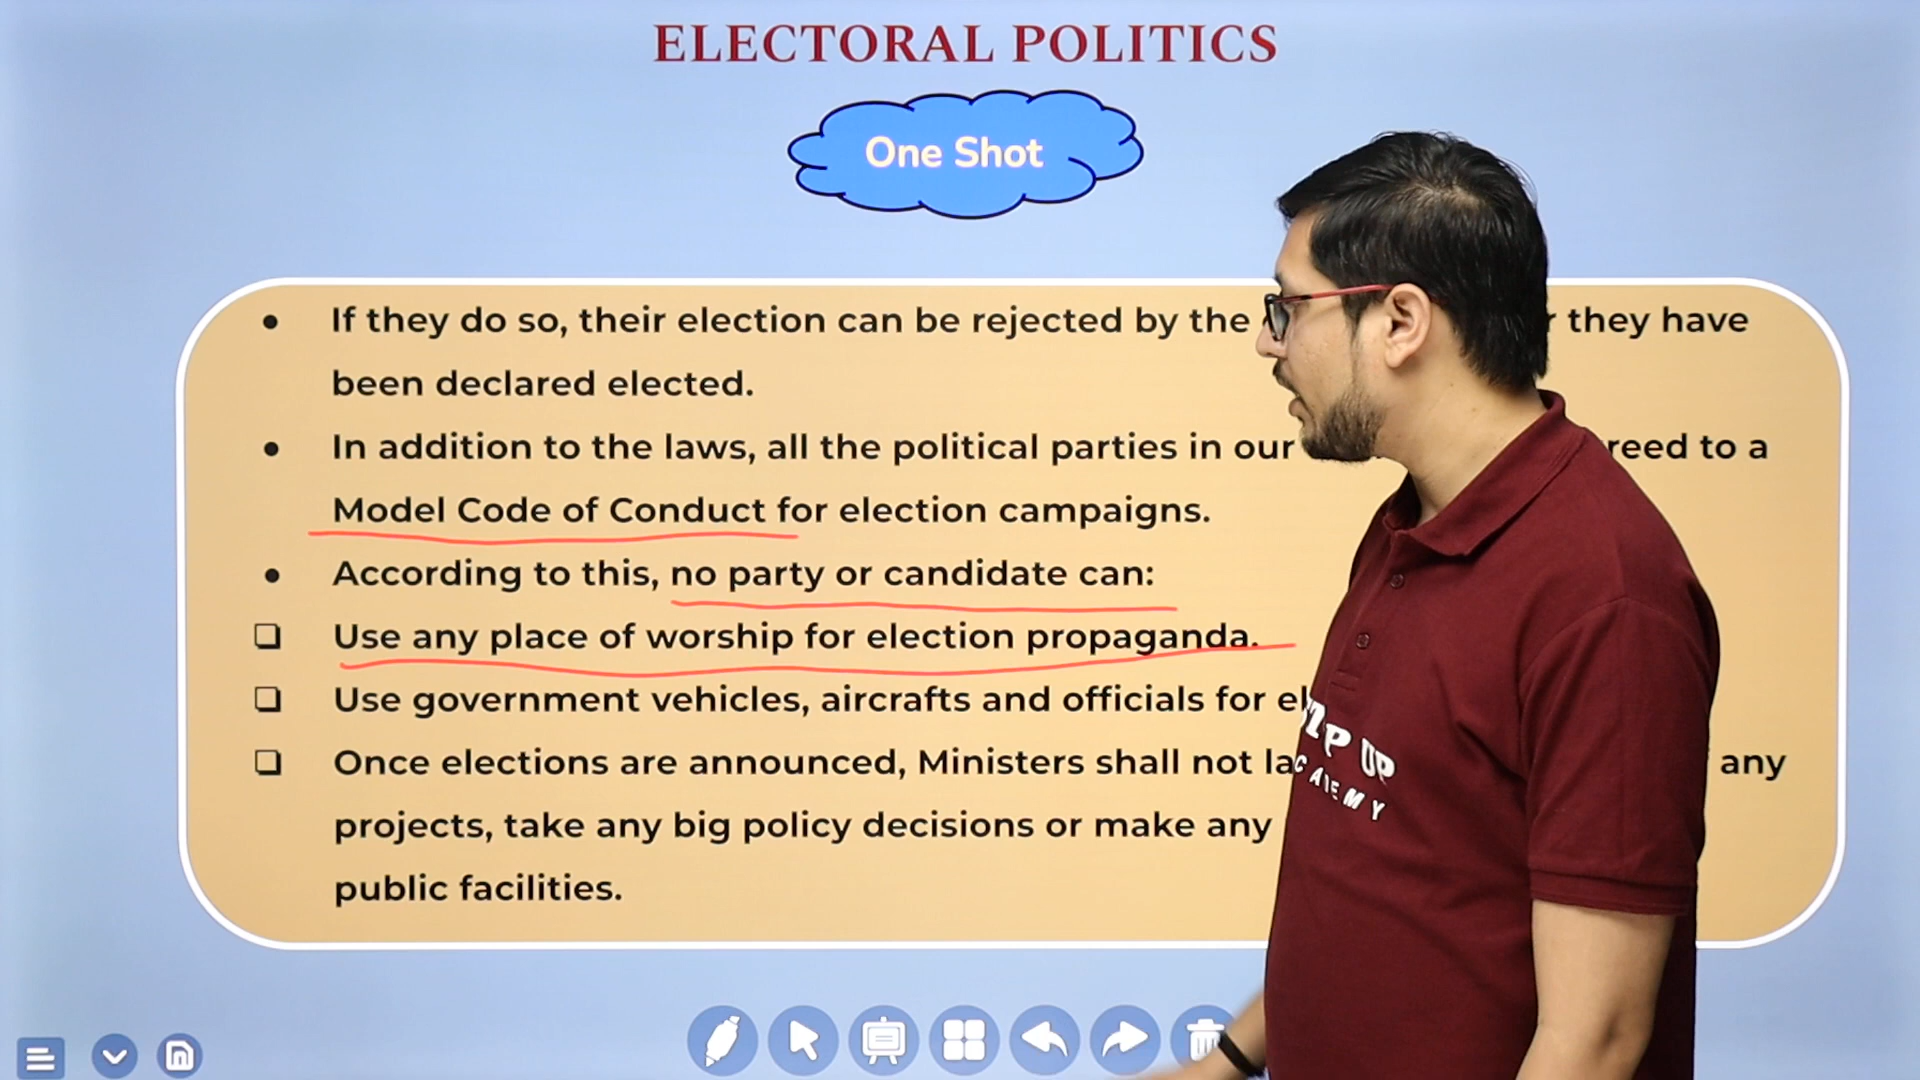 ELECTORAL POLITICS
One Shot
If they do so, their election can be rejected by the they have
been declared elected.
In addition to the laws, all the political parties in our reed to a
Model Code of Conduct for election campaigns.
According to this, no party or candidate can:
Use any place of worship for election propaganda.
Use government vehicles, aircrafts and officials for el
Once elections are announced, Ministers shall not la any
projects, take any big policy decisions or make any
public facilities.
UP